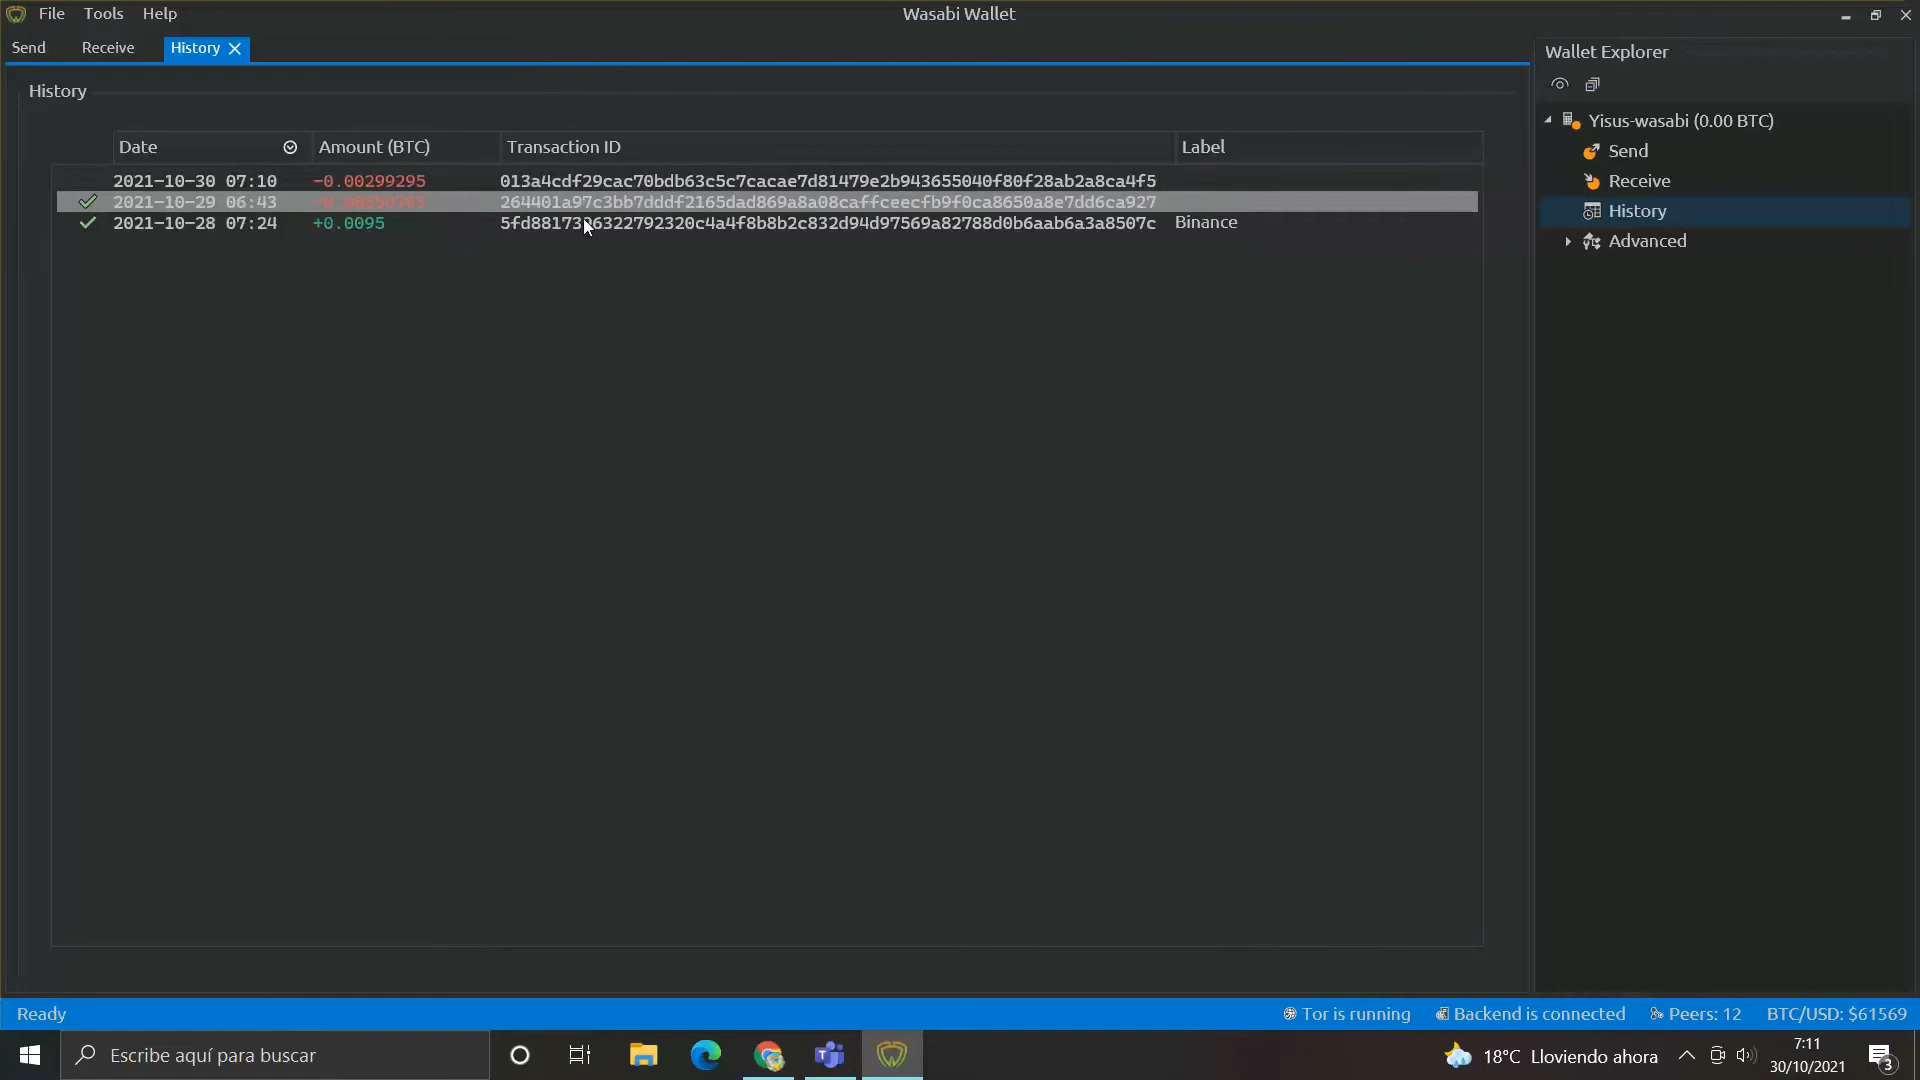 File Tools Help
Wasabi Wallet
Send Receive History
Wallet Explorer
History
Date Amount (BTC) Transaction ID Label
2021-10-30 07:10 -0.00299295 013a4cdf29cac70bdb63c5c7cacae7d81479e2b943655040f80f28ab2a8ca4f5
2021-10-29 06:43 264401a97c3bb7dddf2165dad869a8a08caffceecfb9f0ca8650a8e7dd6ca927
2021-10-28 07:24 +0.0095 Binance
Yisus-wasabi (0.00 BTC)
Send
Receive
History
Advanced
Ready
Tor is running Backend is connected Peers: 12 BTC/USD: $61569
Escribe aquí para buscar
18°C Lloviendo ahora
7:11
30/10/2021
3